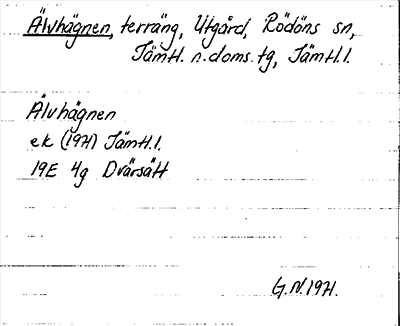 Älvhägnen, terräng, Utgård, Rödöns sn,
Jämtl. n. doms. tg, Jämtl. l.
Älvhägnen
ek (1971) Jämtl. l.
19E 4g Dvärsätt
G.N. 1971.